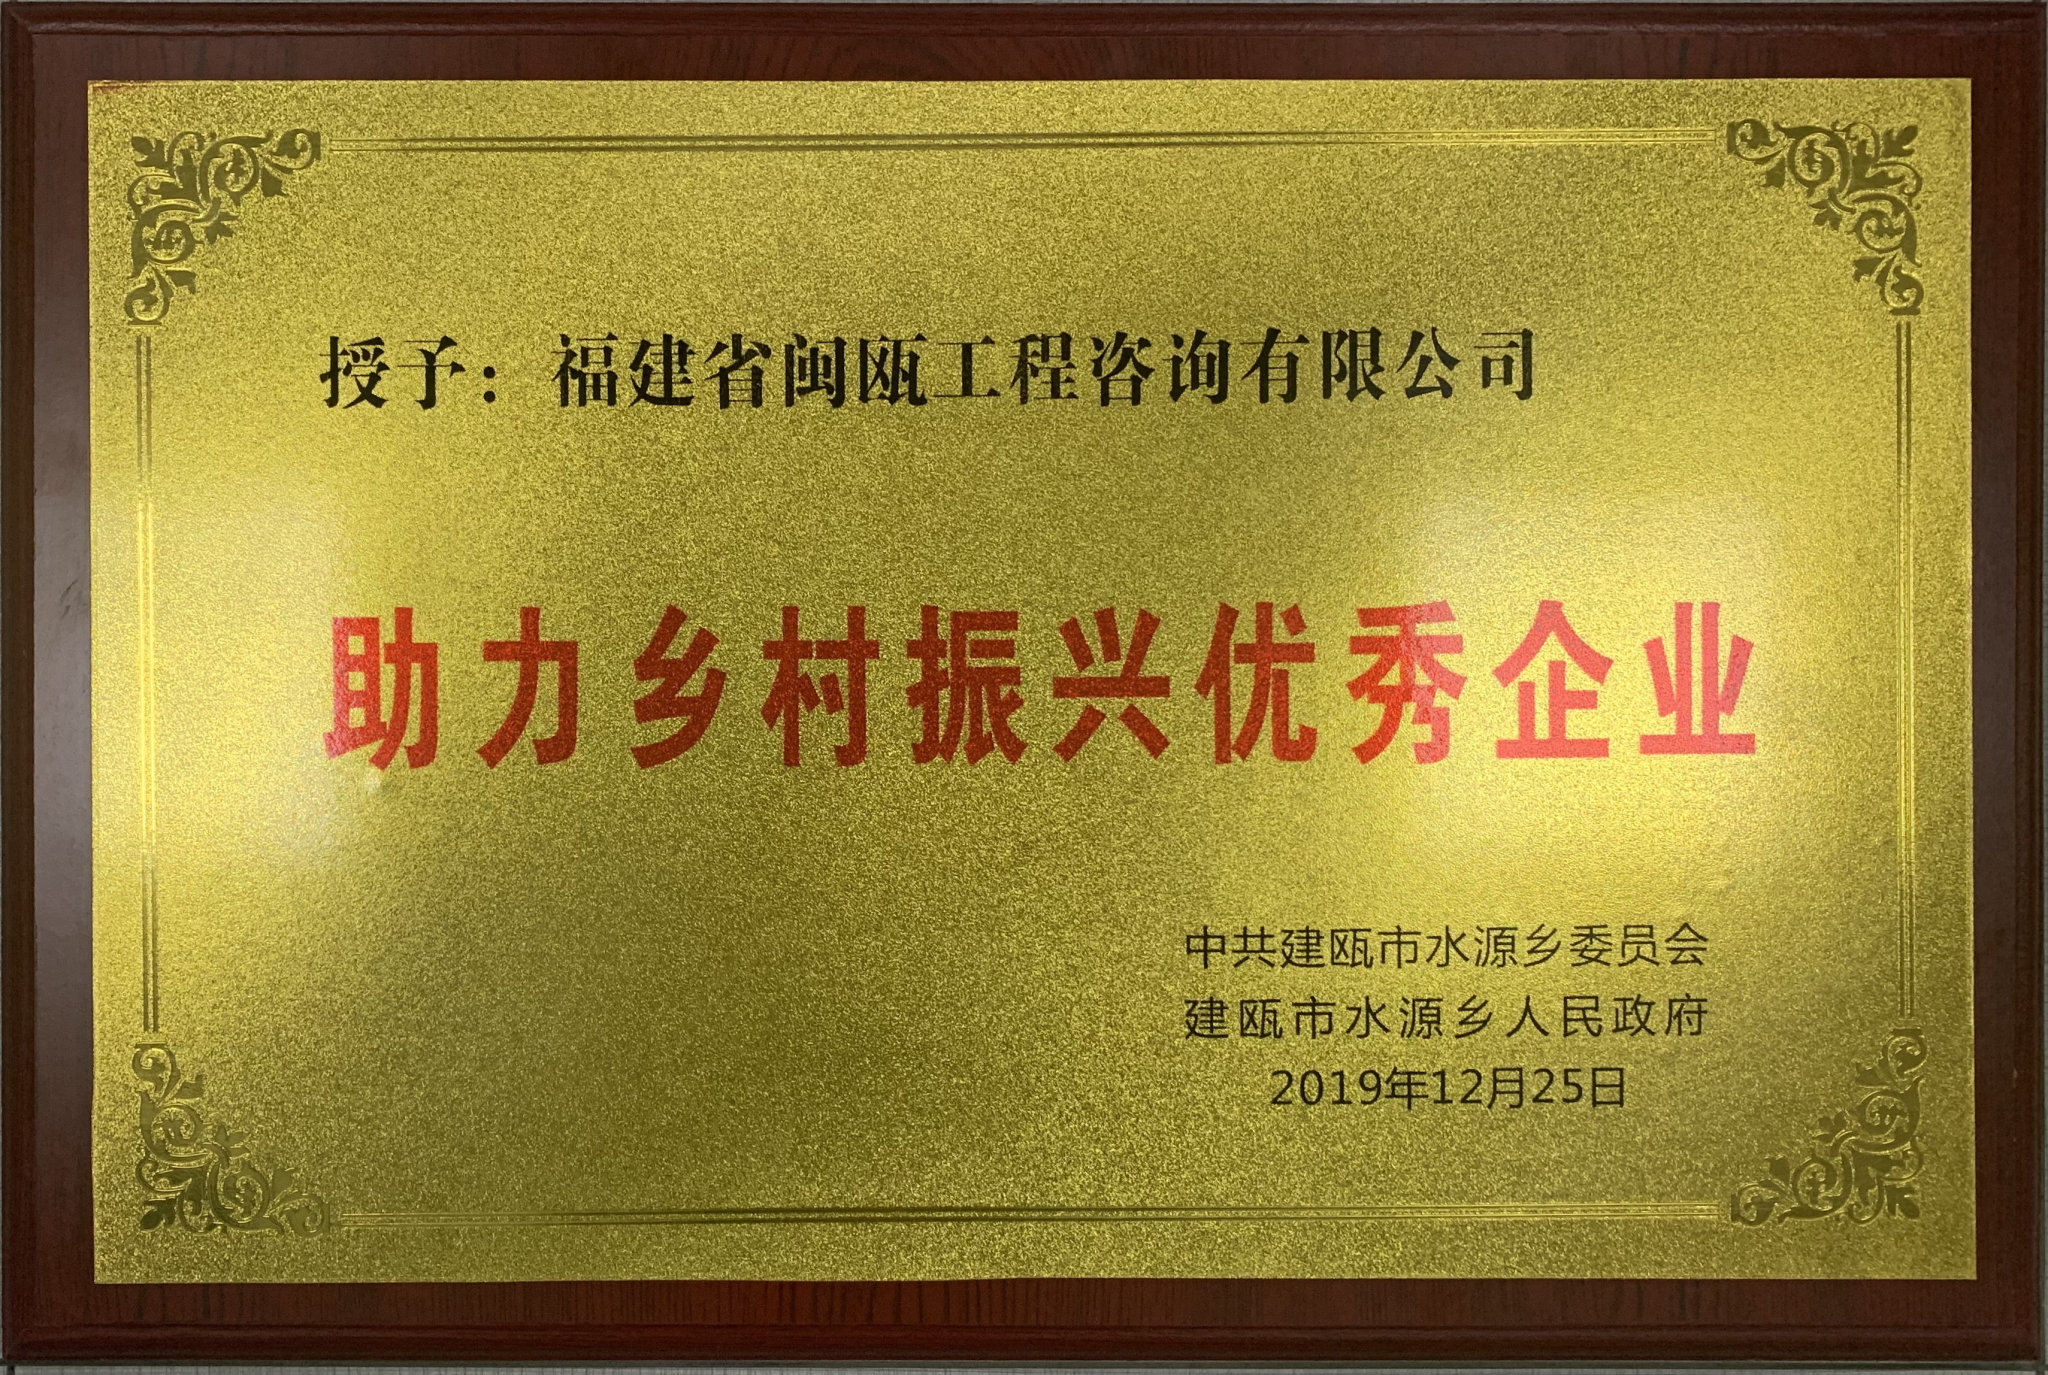 授予：福建省闽瓯工程咨询有限公司
助力乡村振兴优秀企业
中共建瓯市水源乡委员会
建瓯市水源乡人民政府
2019年12月25日